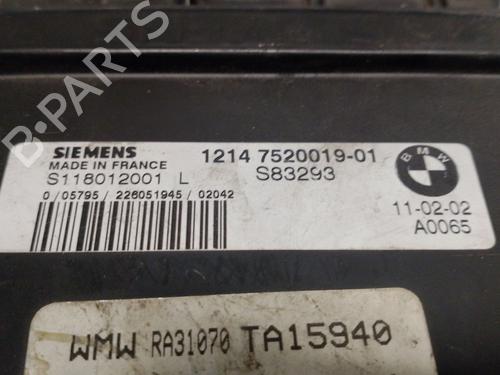 B-PARTS
SIEMENS 1214 7520019-01
MADE IN FRANCE
S118012001 L S83293
BMW
0 / 05795 / 226051945 / 02042
11-02-02
A0065
WMW RA31070 TA15940